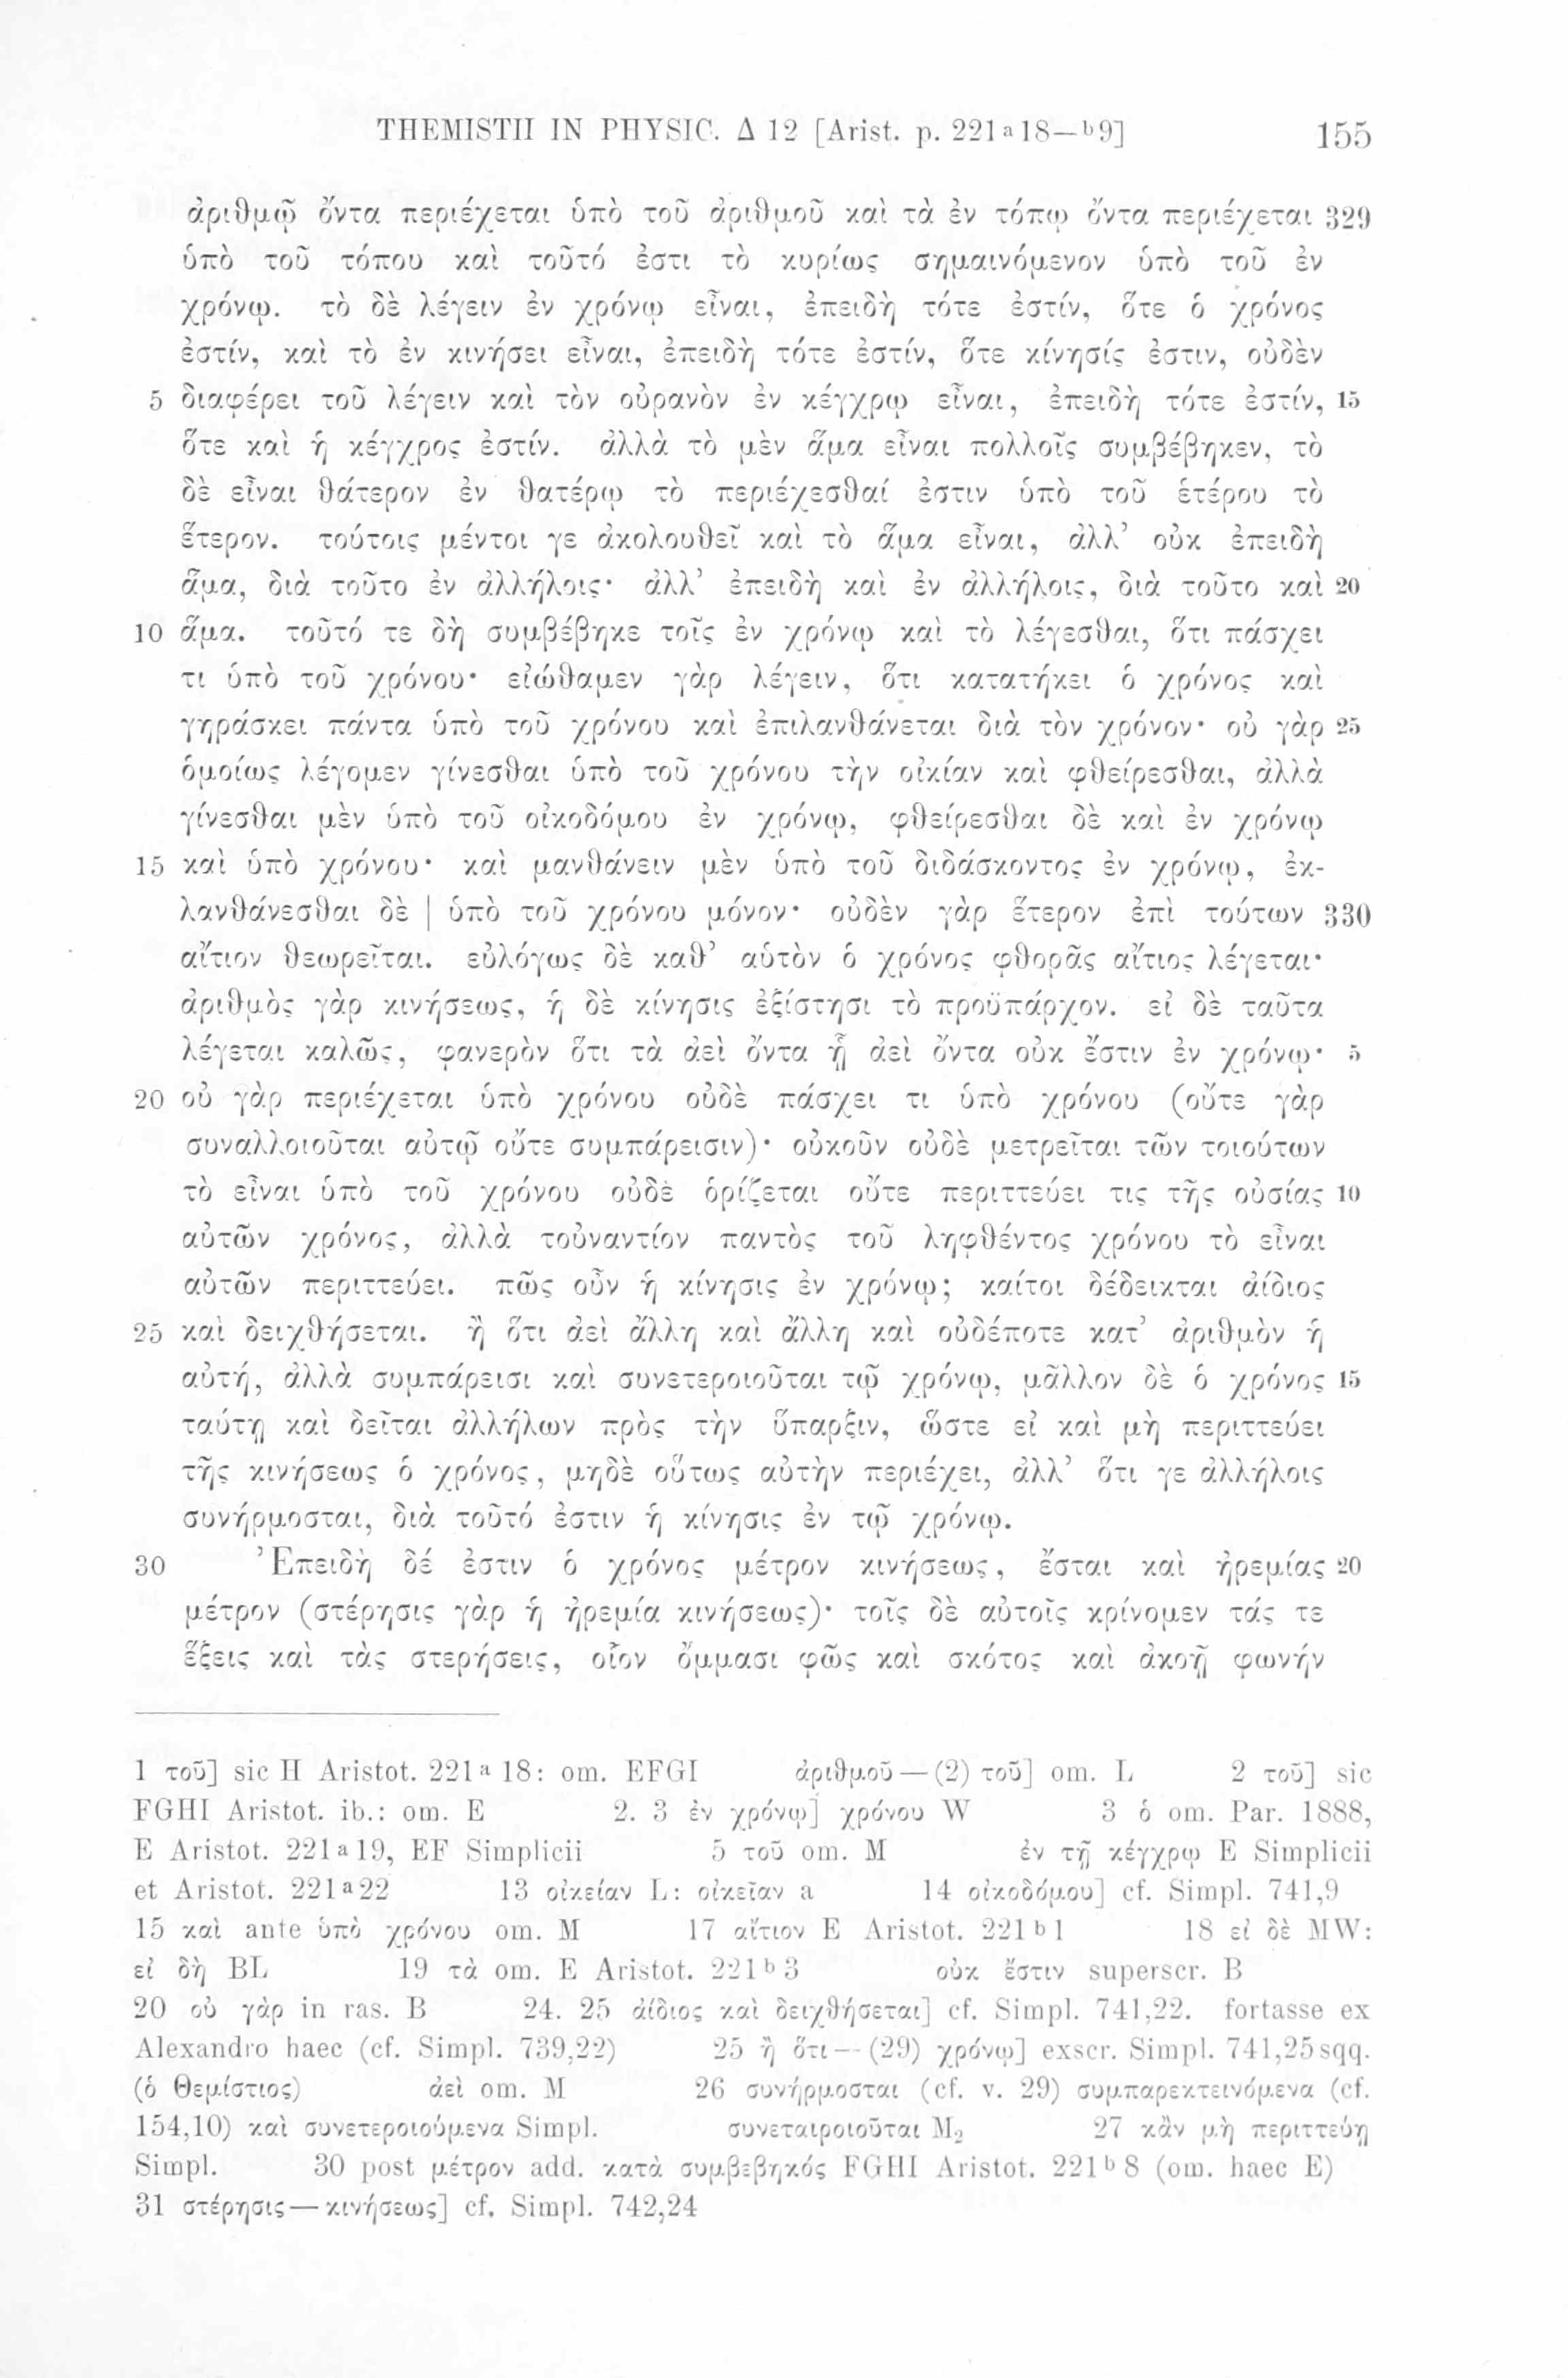 THEMISTII IN PHYSIC. Δ 12 [Arist. p. 221ᵃ18—ᵇ9] 155
ἀριθμῷ ὄντα περιέχεται ὑπὸ τοῦ ἀριθμοῦ καὶ τὰ ἐν τόπῳ ὄντα περιέχεται 329
ὑπὸ τοῦ τόπου καὶ τοῦτό ἐστι τὸ κυρίως σημαινόμενον ὑπὸ τοῦ ἐν
χρόνῳ. τὸ δὲ λέγειν ἐν χρόνῳ εἶναι, ἐπειδὴ τότε ἐστίν, ὅτε ὁ χρόνος
ἐστίν, καὶ τὸ ἐν κινήσει εἶναι, ἐπειδὴ τότε ἐστίν, ὅτε κίνησίς ἐστιν, οὐδὲν
5 διαφέρει τοῦ λέγειν καὶ τὸν οὐρανὸν ἐν κέγχρῳ εἶναι, ἐπειδὴ τότε ἐστίν, 15
ὅτε καὶ ἡ κέγχρος ἐστίν. ἀλλὰ τὸ μὲν ἅμα εἶναι πολλοῖς συμβέβηκεν, τὸ
δὲ εἶναι θάτερον ἐν θατέρῳ τὸ περιέχεσθαί ἐστιν ὑπὸ τοῦ ἑτέρου τὸ
ἕτερον. τούτοις μέντοι γε ἀκολουθεῖ καὶ τὸ ἅμα εἶναι, ἀλλ’ οὐκ ἐπειδὴ
ἅμα, διὰ τοῦτο ἐν ἀλλήλοις· ἀλλ’ ἐπειδὴ καὶ ἐν ἀλλήλοις, διὰ τοῦτο καὶ 20
10 ἅμα. τοῦτό τε δὴ συμβέβηκε τοῖς ἐν χρόνῳ καὶ τὸ λέγεσθαι, ὅτι πάσχει
τι ὑπὸ τοῦ χρόνου· εἰώθαμεν γὰρ λέγειν, ὅτι κατατήκει ὁ χρόνος καὶ
γηράσκει πάντα ὑπὸ τοῦ χρόνου καὶ ἐπιλανθάνεται διὰ τὸν χρόνον· οὐ γὰρ 25
ὁμοίως λέγομεν γίνεσθαι ὑπὸ τοῦ χρόνου τὴν οἰκίαν καὶ φθείρεσθαι, ἀλλὰ
γίνεσθαι μὲν ὑπὸ τοῦ οἰκοδόμου ἐν χρόνῳ, φθείρεσθαι δὲ καὶ ἐν χρόνῳ
15 καὶ ὑπὸ χρόνου· καὶ μανθάνειν μὲν ὑπὸ τοῦ διδάσκοντος ἐν χρόνῳ, ἐκ-
λανθάνεσθαι δὲ | ὑπὸ τοῦ χρόνου μόνον· οὐδὲν γὰρ ἕτερον ἐπὶ τούτων 330
αἴτιον θεωρεῖται. εὐλόγως δὲ καθ’ αὑτὸν ὁ χρόνος φθορᾶς αἴτιος λέγεται·
ἀριθμὸς γὰρ κινήσεως, ἡ δὲ κίνησις ἐξίστησι τὸ προϋπάρχον. εἰ δὲ ταῦτα
λέγεται καλῶς, φανερὸν ὅτι τὰ ἀεὶ ὄντα ᾗ ἀεὶ ὄντα οὐκ ἔστιν ἐν χρόνῳ· 5
20 οὐ γὰρ περιέχεται ὑπὸ χρόνου οὐδὲ πάσχει τι ὑπὸ χρόνου (οὔτε γὰρ
συναλλοιοῦται αὐτῷ οὔτε συμπάρεισιν)· οὐκοῦν οὐδὲ μετρεῖται τῶν τοιούτων
τὸ εἶναι ὑπὸ τοῦ χρόνου οὐδὲ ὁρίζεται οὔτε περιττεύει τις τῆς οὐσίας 10
αὐτῶν χρόνος, ἀλλὰ τοὐναντίον παντὸς τοῦ ληφθέντος χρόνου τὸ εἶναι
αὐτῶν περιττεύει. πῶς οὖν ἡ κίνησις ἐν χρόνῳ; καίτοι δέδεικται ἀίδιος
25 καὶ δειχθήσεται. ἢ ὅτι ἀεὶ ἄλλη καὶ ἄλλη καὶ οὐδέποτε κατ’ ἀριθμὸν ἡ
αὐτή, ἀλλὰ συμπάρεισι καὶ συνετεροιοῦται τῷ χρόνῳ, μᾶλλον δὲ ὁ χρόνος 15
ταύτῃ καὶ δεῖται ἀλλήλων πρὸς τὴν ὕπαρξιν, ὥστε εἰ καὶ μὴ περιττεύει
τῆς κινήσεως ὁ χρόνος, μηδὲ οὕτως αὐτὴν περιέχει, ἀλλ’ ὅτι γε ἀλλήλοις
συνήρμοσται, διὰ τοῦτό ἐστιν ἡ κίνησις ἐν τῷ χρόνῳ.
30 Ἐπειδὴ δέ ἐστιν ὁ χρόνος μέτρον κινήσεως, ἔσται καὶ ἠρεμίας 20
μέτρον (στέρησις γὰρ ἡ ἠρεμία κινήσεως)· τοῖς δὲ αὐτοῖς κρίνομεν τάς τε
ἕξεις καὶ τὰς στερήσεις, οἷον ὄμμασι φῶς καὶ σκότος καὶ ἀκοῇ φωνήν
1 τοῦ] sic H Aristot. 221ᵃ 18: om. EFGI ἀριθμοῦ — (2) τοῦ] om. L 2 τοῦ] sic
FGHI Aristot. ib.: om. E 2. 3 ἐν χρόνῳ] χρόνου W 3 ὁ om. Par. 1888,
E Aristot. 221ᵃ19, EF Simplicii 5 τοῦ om. M ἐν τῇ κέγχρῳ E Simplicii
et Aristot. 221ᵃ22 13 οἰκείαν L: οἰκεῖαν a 14 οἰκοδόμου] cf. Simpl. 741,9
15 καὶ ante ὑπὸ χρόνου om. M 17 αἴτιον E Aristot. 221ᵇ1 18 εἰ δὲ MW:
εἰ δὴ BL 19 τὰ om. E Aristot. 221ᵇ3 οὐκ ἔστιν superscr. B
20 οὐ γὰρ in ras. B 24. 25 ἀίδιος καὶ δειχθήσεται] cf. Simpl. 741,22. fortasse ex
Alexandro haec (cf. Simpl. 739,22) 25 ἢ ὅτι — (29) χρόνῳ] exscr. Simpl. 741,25sqq.
(ὁ Θεμίστιος) ἀεὶ om. M 26 συνήρμοσται (cf. v. 29) συμπαρεκτεινόμενα (cf.
154,10) καὶ συνετεροιούμενα Simpl. συνεταιροιοῦται M₂ 27 κἂν μὴ περιττεύῃ
Simpl. 30 post μέτρον add. κατὰ συμβεβηκός FGHI Aristot. 221ᵇ8 (om. haec E)
31 στέρησις — κινήσεως] cf. Simpl. 742,24